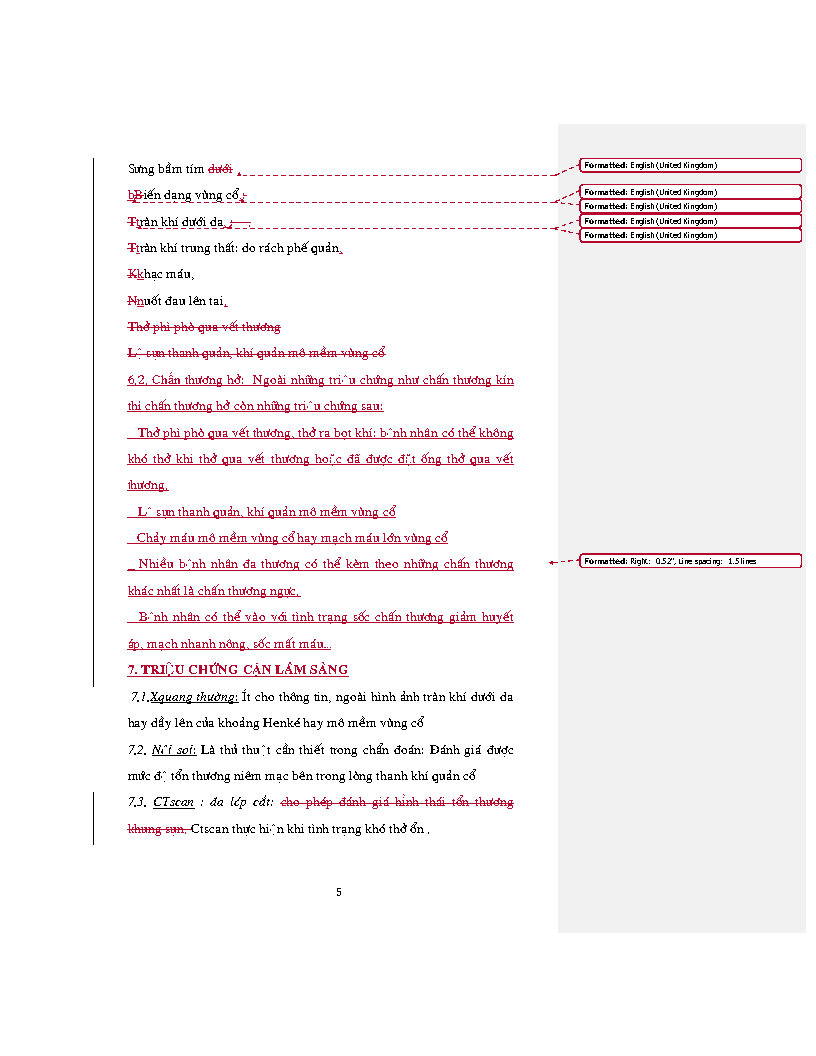 Sưng bầm tím dưới
bBiến dạng vùng cổ,
Ttràn khí dưới da,
Ttràn khí trung thất: do rách phế quản,
Kkhạc máu,
Nnuốt đau lên tai,
Thở phì phò qua vết thương
Lộ sụn thanh quản, khí quản mô mềm vùng cổ
6.2. Chấn thương hở: Ngoài những triệu chứng như chấn thương kín
thì chấn thương hở còn những triệu chứng sau:
Thở phì phò qua vết thương, thở ra bọt khí: bệnh nhân có thể không
khó thở khi thở qua vết thương hoặc đã được đặt ống thở qua vết
thương.
Lộ sụn thanh quản, khí quản mô mềm vùng cổ
Chảy máu mô mềm vùng cổ hay mạch máu lớn vùng cổ
Nhiều bệnh nhân đa thương có thể kèm theo những chấn thương
khác nhất là chấn thương ngực.
Bệnh nhân có thể vào với tình trạng sốc chấn thương giảm huyết
áp, mạch nhanh nông, sốc mất máu...
7. TRIỆU CHỨNG CẬN LÂM SÀNG
7.1.Xquang thường: Ít cho thông tin, ngoài hình ảnh tràn khí dưới da
hay dầy lên của khoảng Henké hay mô mềm vùng cổ
7.2. Nội soi: Là thủ thuật cần thiết trong chẩn đoán: Đánh giá được
mức độ tổn thương niêm mạc bên trong lòng thanh khí quản cổ
7.3. CTscan : đa lớp cắt: cho phép đánh giá hình thái tổn thương
khung sụn. Ctscan thực hiện khi tình trạng khó thở ổn .
5
Formatted: English (United Kingdom)
Formatted: English (United Kingdom)
Formatted: English (United Kingdom)
Formatted: English (United Kingdom)
Formatted: English (United Kingdom)
Formatted: Right: 0.52", Line spacing: 1.5 lines